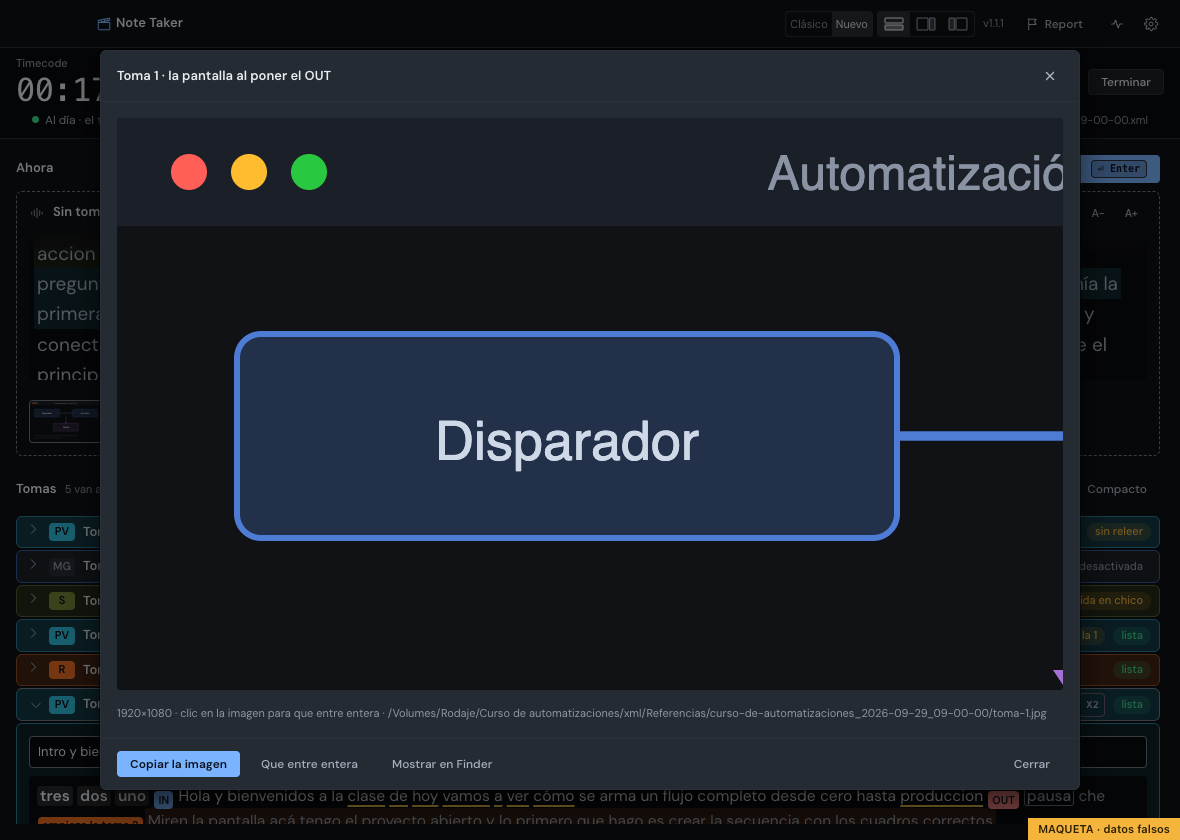 Note Taker
Clásico Nuevo v1.1.1 Report
Timecode
00:17
Terminar
Al día · el
9-00-00.xml
Toma 1 · la pantalla al poner el OUT
Ahora
Enter
Sin tom
A− A+
accion
pregun
primera
conect
princip
ía la
y
e el
Automatizació
Disparador
Tomas 5 van a
Compacto
PV Tor
sin releer
MG Tor
desactivada
S Tor
ida en chico
PV Tor
la 1 lista
R Tor
lista
PV Tor
X2 lista
1920×1080 · clic en la imagen para que entre entera · /Volumes/Rodaje/Curso de automatizaciones/xml/Referencias/curso-de-automatizaciones_2026-09-29_09-00-00/toma-1.jpg
Intro y bie
Copiar la imagen Que entre entera Mostrar en Finder Cerrar
tres dos uno IN Hola y bienvenidos a la clase de hoy vamos a ver cómo se arma un flujo completo desde cero hasta produccion OUT pausa che
Miren la pantalla acá tengo el proyecto abierto y lo primero que hago es crear la secuencia con los cuadros correctos
MAQUETA · datos falsos